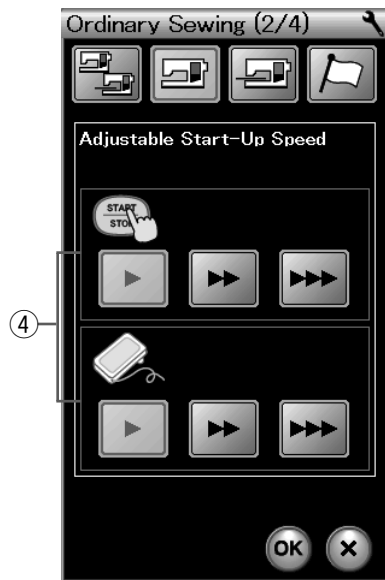 Ordinary Sewing (2/4)
Adjustable Start-Up Speed
START
STOP
④
OK